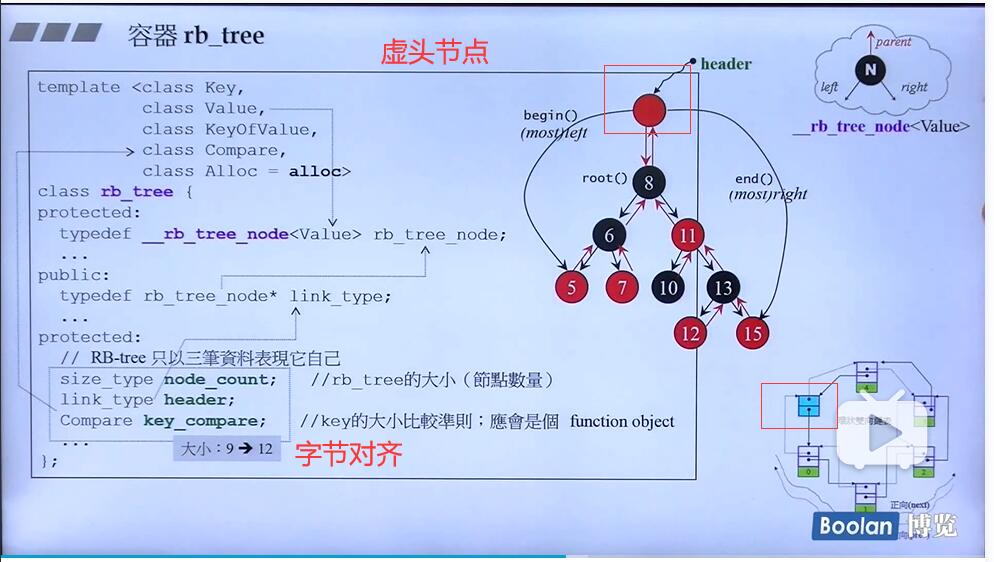 容器 rb_tree
虚头节点
header
parent
N
left
right
__rb_tree_node<Value>
template <class Key,
class Value,
class KeyOfValue,
class Compare,
class Alloc = alloc>
class rb_tree {
protected:
typedef __rb_tree_node<Value> rb_tree_node;
...
public:
typedef rb_tree_node* link_type;
...
protected:
// RB-tree 只以三筆資料表現它自己
size_type node_count; //rb_tree的大小（節點數量）
link_type header;
Compare key_compare; //key的大小比較準則；應會是個 function object
...
大小：9 → 12
字节对齐
};
begin()
(most)left
root()
end()
(most)right
8
6
11
5
7
10
13
12
15
4
0
2
1
正向(next)
Boolan 博览